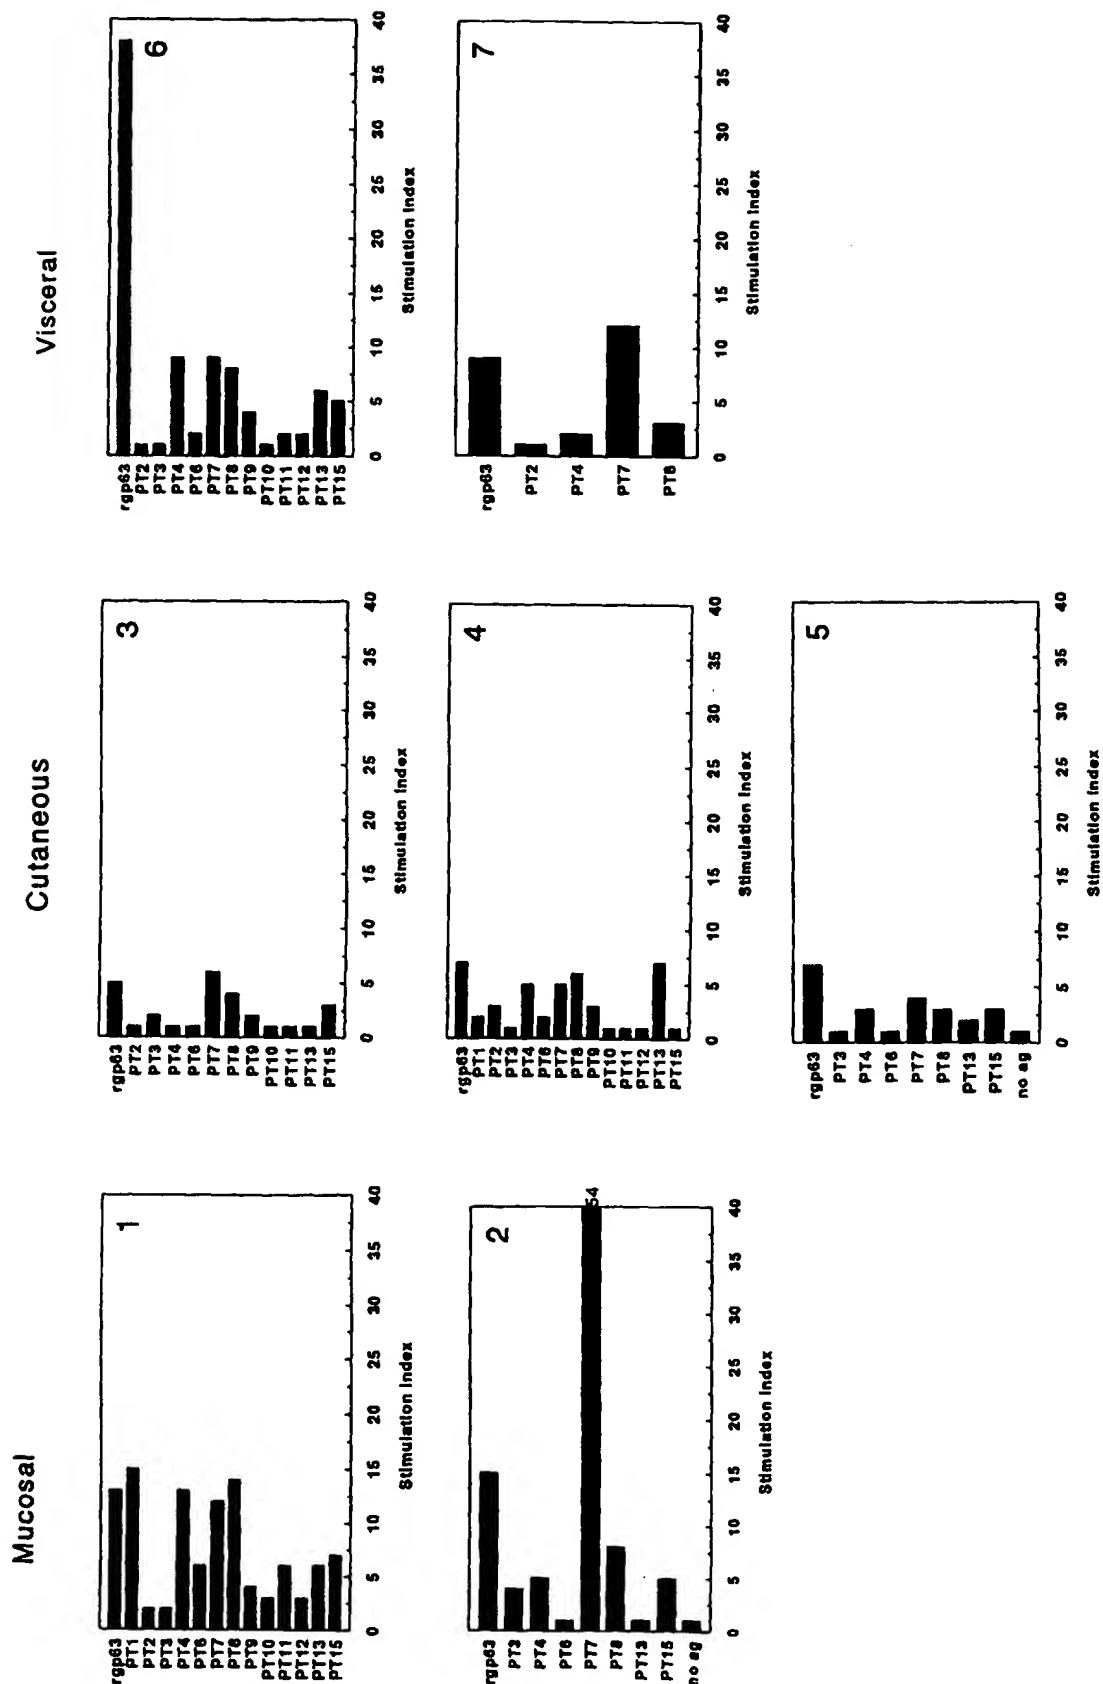 Mucosal
Cutaneous
Visceral
1
rgp63
PT1
PT2
PT3
PT4
PT6
PT7
PT8
PT9
PT10
PT11
PT12
PT13
PT15
0 5 10 15 20 25 30 35 40
Stimulation Index
3
rgp63
PT2
PT3
PT4
PT6
PT7
PT8
PT9
PT10
PT11
PT13
PT15
0 5 10 15 20 25 30 35 40
Stimulation Index
6
rgp63
PT2
PT3
PT4
PT6
PT7
PT8
PT9
PT10
PT11
PT12
PT13
PT15
0 5 10 15 20 25 30 35 40
Stimulation Index
2
rgp63
PT3
PT4
PT6
PT7
54
PT8
PT13
PT15
no ag
0 5 10 15 20 25 30 35 40
Stimulation Index
4
rgp63
PT1
PT2
PT3
PT4
PT6
PT7
PT8
PT9
PT10
PT11
PT12
PT13
PT15
0 5 10 15 20 25 30 35 40
Stimulation Index
7
rgp63
PT2
PT4
PT7
PT8
0 5 10 15 20 25 30 35 40
Stimulation Index
5
rgp63
PT3
PT4
PT6
PT7
PT8
PT13
PT15
no ag
0 5 10 15 20 25 30 35 40
Stimulation Index